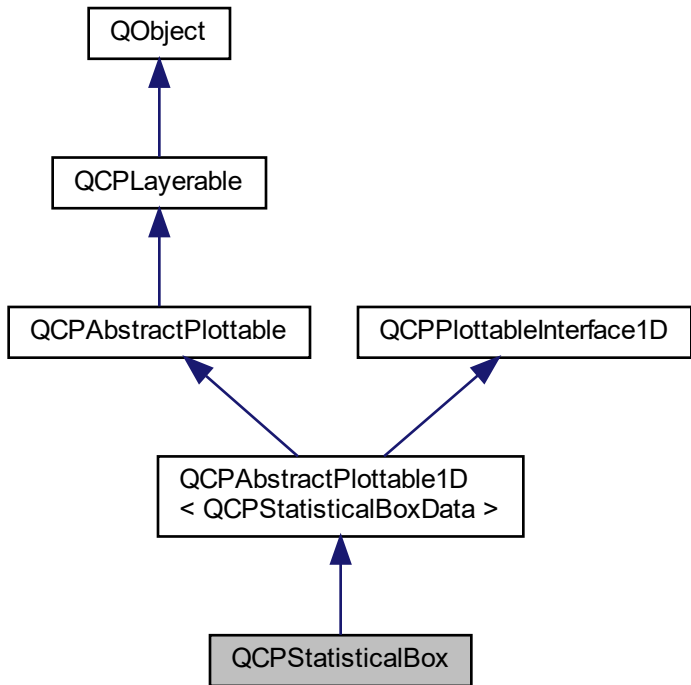 QObject
QCPLayerable
QCPAbstractPlottable
QCPPlottableInterface1D
QCPAbstractPlottable1D
< QCPStatisticalBoxData >
QCPStatisticalBox